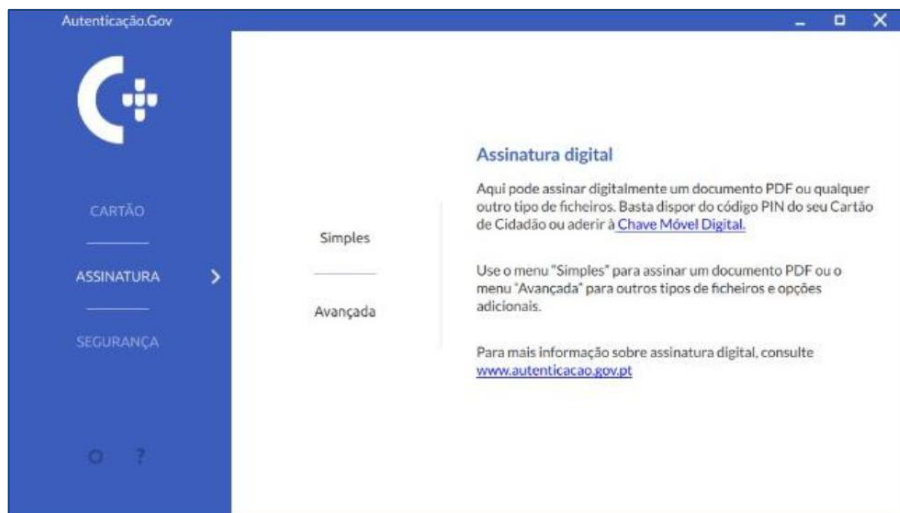 Autenticação.Gov
CARTÃO
ASSINATURA
SEGURANÇA
?
Simples
Avançada
Assinatura digital
Aqui pode assinar digitalmente um documento PDF ou qualquer
outro tipo de ficheiros. Basta dispor do código PIN do seu Cartão
de Cidadão ou aderir à Chave Móvel Digital.
Use o menu "Simples" para assinar um documento PDF ou o
menu "Avançada" para outros tipos de ficheiros e opções
adicionais.
Para mais informação sobre assinatura digital, consulte
www.autenticacao.gov.pt